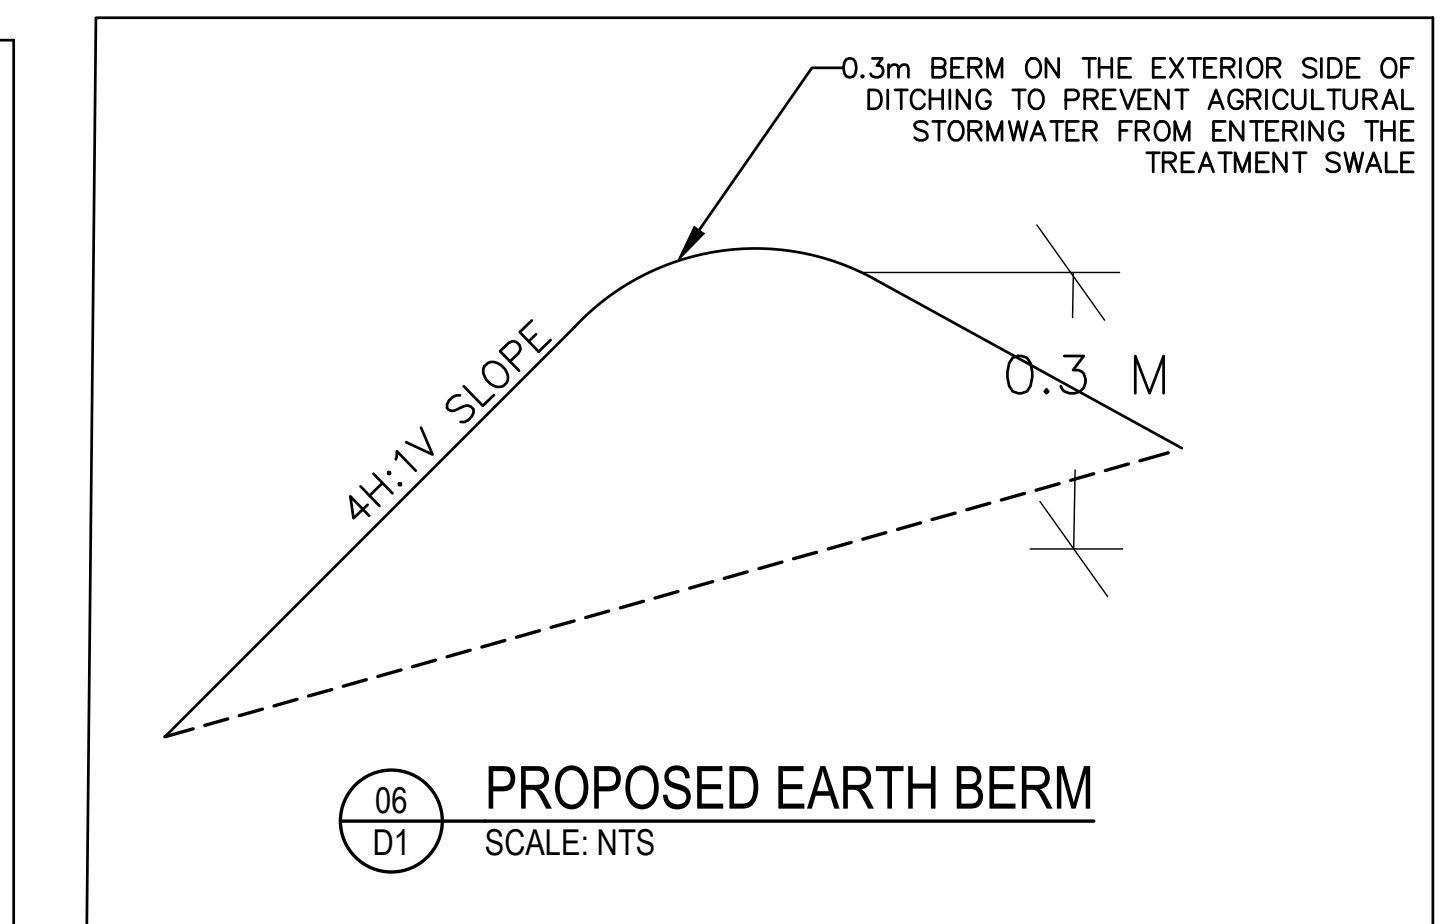 0.3m BERM ON THE EXTERIOR SIDE OF
DITCHING TO PREVENT AGRICULTURAL
STORMWATER FROM ENTERING THE
TREATMENT SWALE
4H:1V SLOPE
0.3 M
06
D1
PROPOSED EARTH BERM
SCALE: NTS